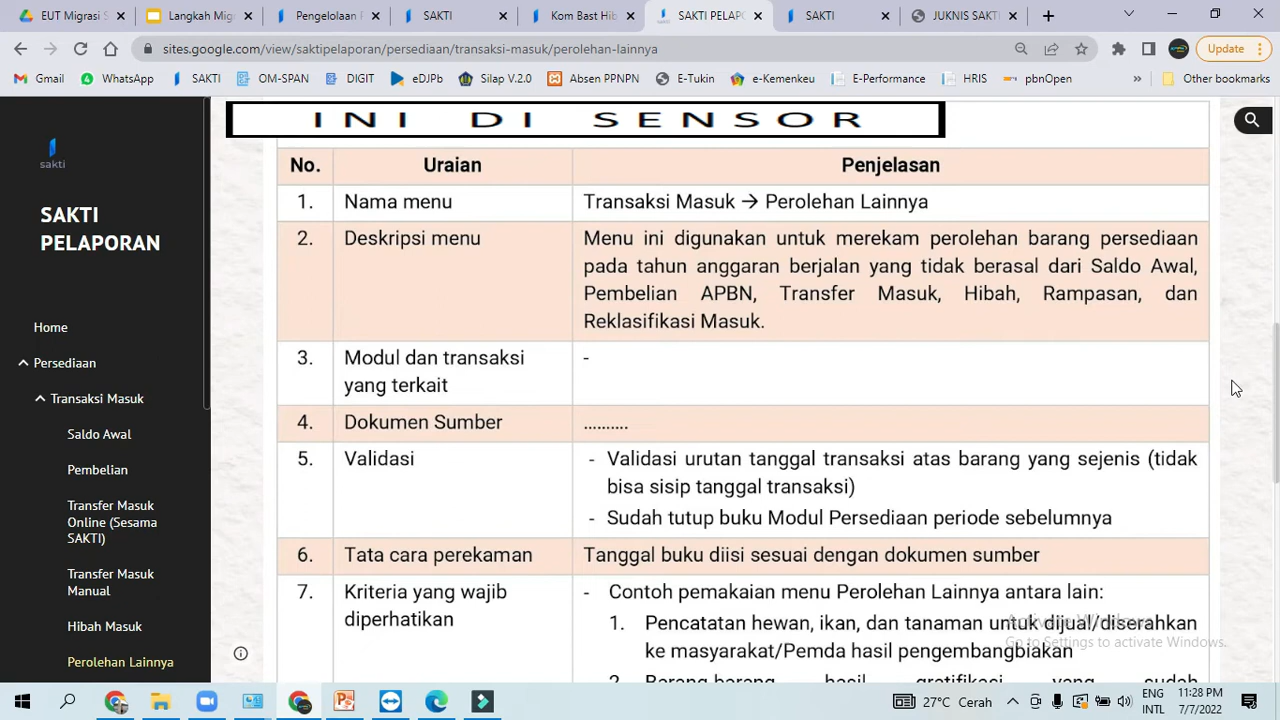 EUT Migrasi S
Langkah Mig
Pengelolaan F
SAKTI
Kom Bast Hib
SAKTI PELAPO
SAKTI
JUKNIS SAKTI
sites.google.com/view/saktipelaporan/persediaan/transaksi-masuk/perolehan-lainnya
Update
Gmail
WhatsApp
SAKTI
OM-SPAN
DIGIT
eDJPb
Silap V.2.0
Absen PPNPN
E-Tukin
e-Kemenkeu
E-Performance
HRIS
pbnOpen
»
Other bookmarks
sakti
SAKTI
PELAPORAN
Home
Persediaan
Transaksi Masuk
Saldo Awal
Pembelian
Transfer Masuk
Online (Sesama
SAKTI)
Transfer Masuk
Manual
Hibah Masuk
Perolehan Lainnya
INI DI SENSOR
No. Uraian Penjelasan
1. Nama menu Transaksi Masuk → Perolehan Lainnya
2. Deskripsi menu Menu ini digunakan untuk merekam perolehan barang persediaan
pada tahun anggaran berjalan yang tidak berasal dari Saldo Awal,
Pembelian APBN, Transfer Masuk, Hibah, Rampasan, dan
Reklasifikasi Masuk.
3. Modul dan transaksi -
yang terkait
4. Dokumen Sumber ..........
5. Validasi - Validasi urutan tanggal transaksi atas barang yang sejenis (tidak
bisa sisip tanggal transaksi)
- Sudah tutup buku Modul Persediaan periode sebelumnya
6. Tata cara perekaman Tanggal buku diisi sesuai dengan dokumen sumber
7. Kriteria yang wajib - Contoh pemakaian menu Perolehan Lainnya antara lain:
diperhatikan 1. Pencatatan hewan, ikan, dan tanaman untuk dijual/diserahkan
ke masyarakat/Pemda hasil pengembangbiakan
2. Barang-barang hasil gratifikasi yang sudah
Activate Windows
Go to Settings to activate Windows.
27°C Cerah
ENG
INTL
11:28 PM
7/7/2022